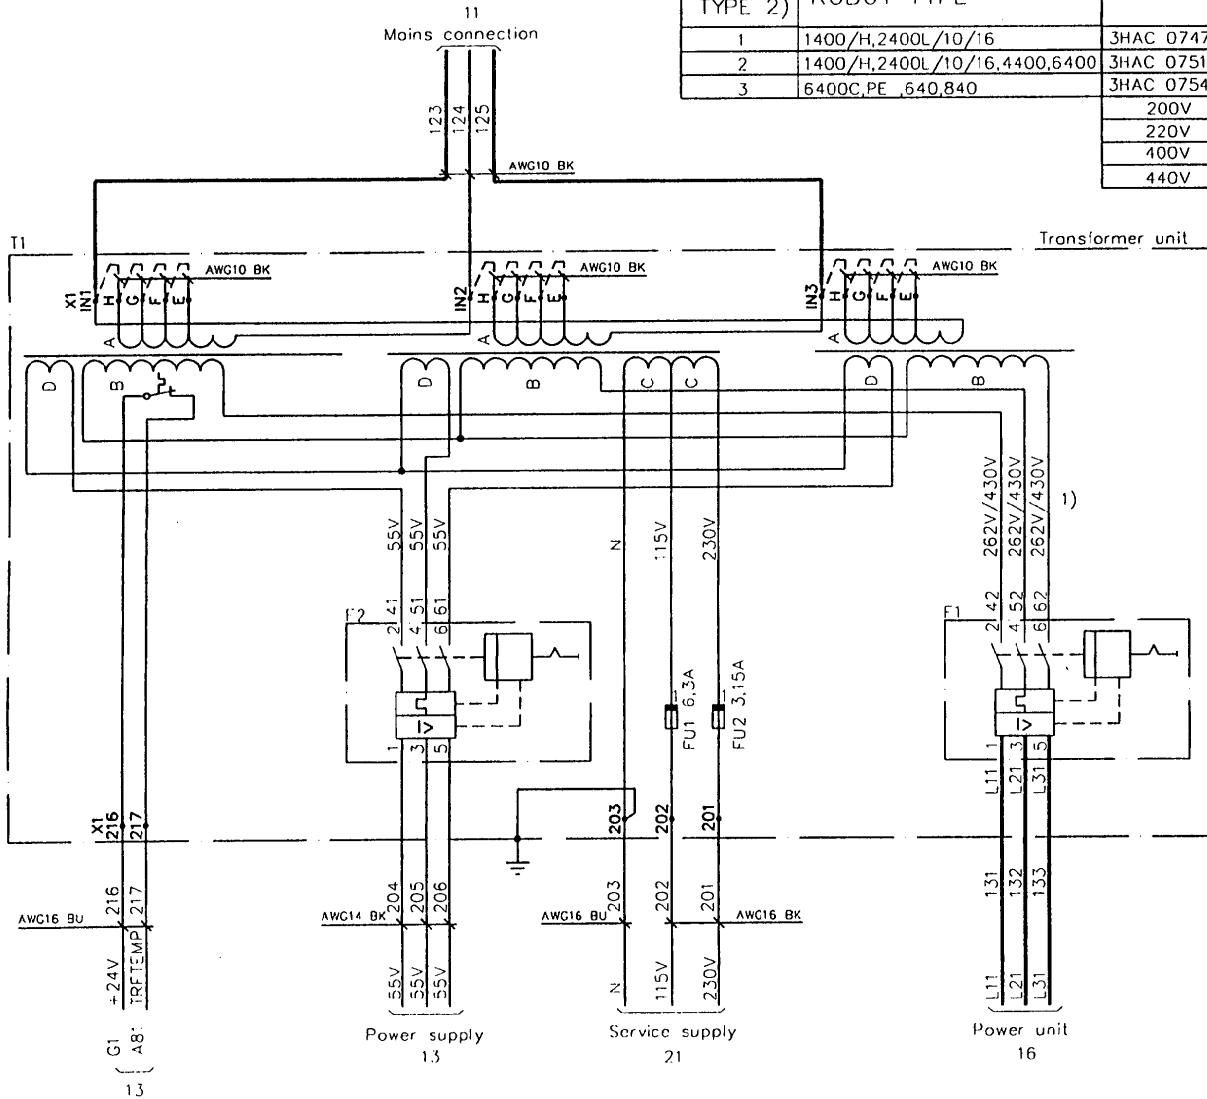 11
Mains connection
TYPE 2)
1 1400/H,2400L/10/16 3HAC 0747
2 1400/H,2400L/10/16,4400,6400 3HAC 0751
3 6400C,PE ,640,840 3HAC 0754
200V
220V
400V
440V
123 124 125
AWG10 BK
T1
Transformer unit
X1 IN1 H G F E AWG10 BK
IN2 H G F E AWG10 BK
IN3 H G F E AWG10 BK
A A A
D B D B C C D B
55V 55V 55V
N 115V 230V
262V/430V 262V/430V 262V/430V
1)
F2
2 41 4 51 6 61
F1
2 42 4 52 6 62
FU1 6,3A
FU2 3,15A
1 3 5
L11 1 L21 3 L31 5
X1 216 217
203 202 201
216 217
204 205 206
203 202 201
131 132 133
AWG16 BU
AWG14 BK
AWG16 BU
AWG16 BK
+24V TRFTEMP
55V 55V 55V
N 115V 230V
L11 L21 L31
G1
Power supply
13
Service supply
21
Power unit
16
13